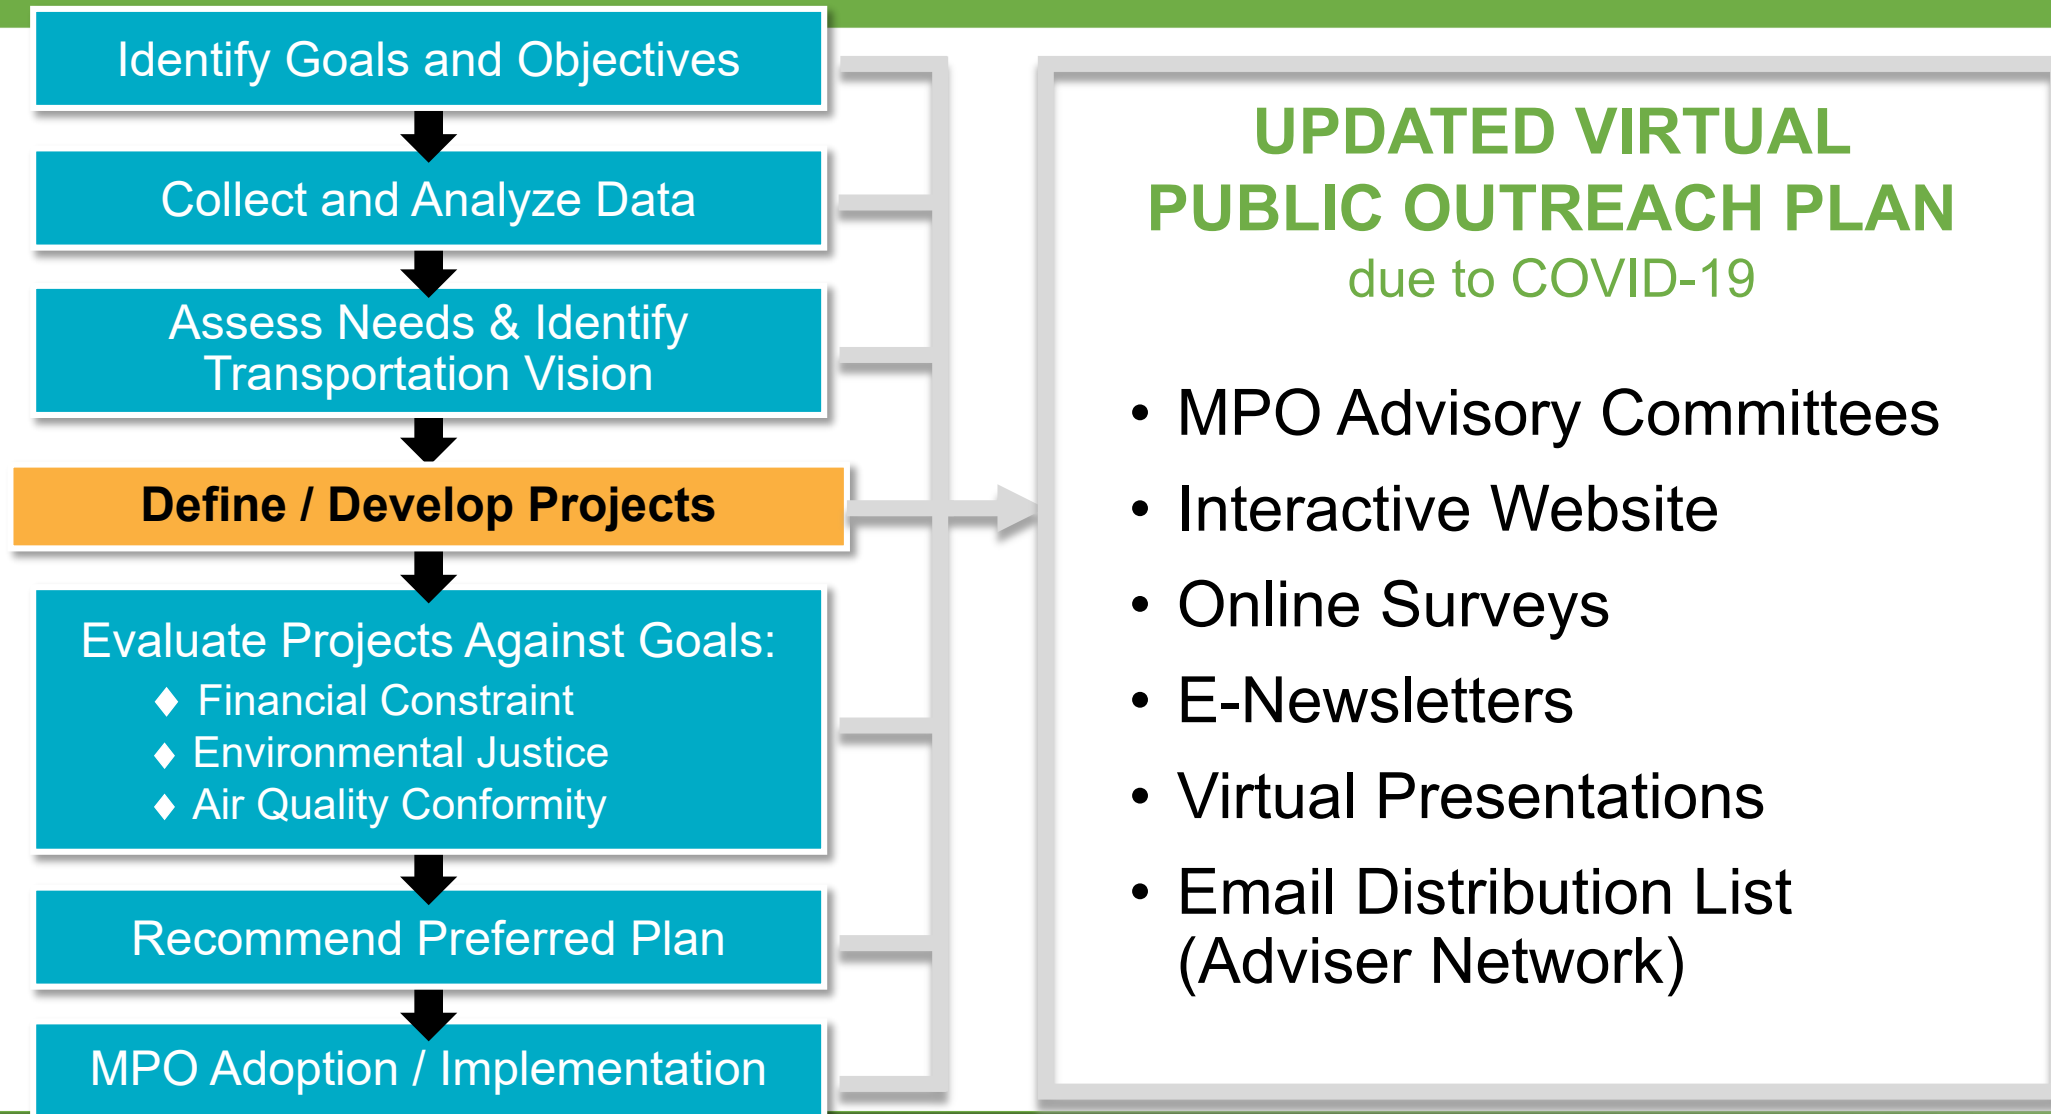 Identify Goals and Objectives
Collect and Analyze Data
Assess Needs & Identify
Transportation Vision
Define / Develop Projects
Evaluate Projects Against Goals:
♦ Financial Constraint
♦ Environmental Justice
♦ Air Quality Conformity
Recommend Preferred Plan
MPO Adoption / Implementation
UPDATED VIRTUAL
PUBLIC OUTREACH PLAN
due to COVID-19
• MPO Advisory Committees
• Interactive Website
• Online Surveys
• E-Newsletters
• Virtual Presentations
• Email Distribution List
(Adviser Network)